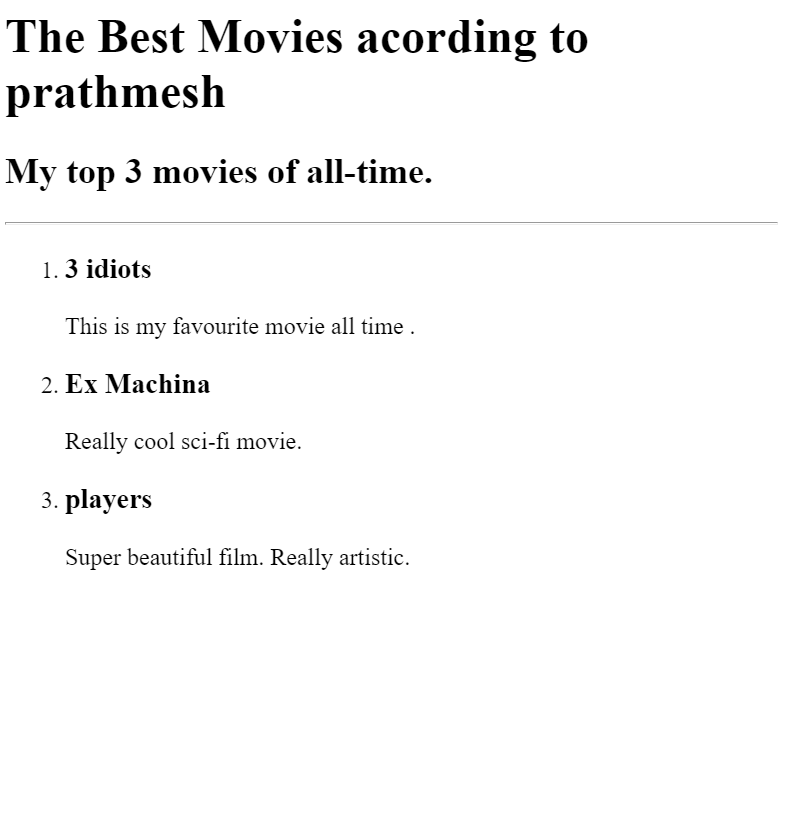 The Best Movies acording to
prathmesh
My top 3 movies of all-time.
1. 3 idiots
This is my favourite movie all time .
2. Ex Machina
Really cool sci-fi movie.
3. players
Super beautiful film. Really artistic.